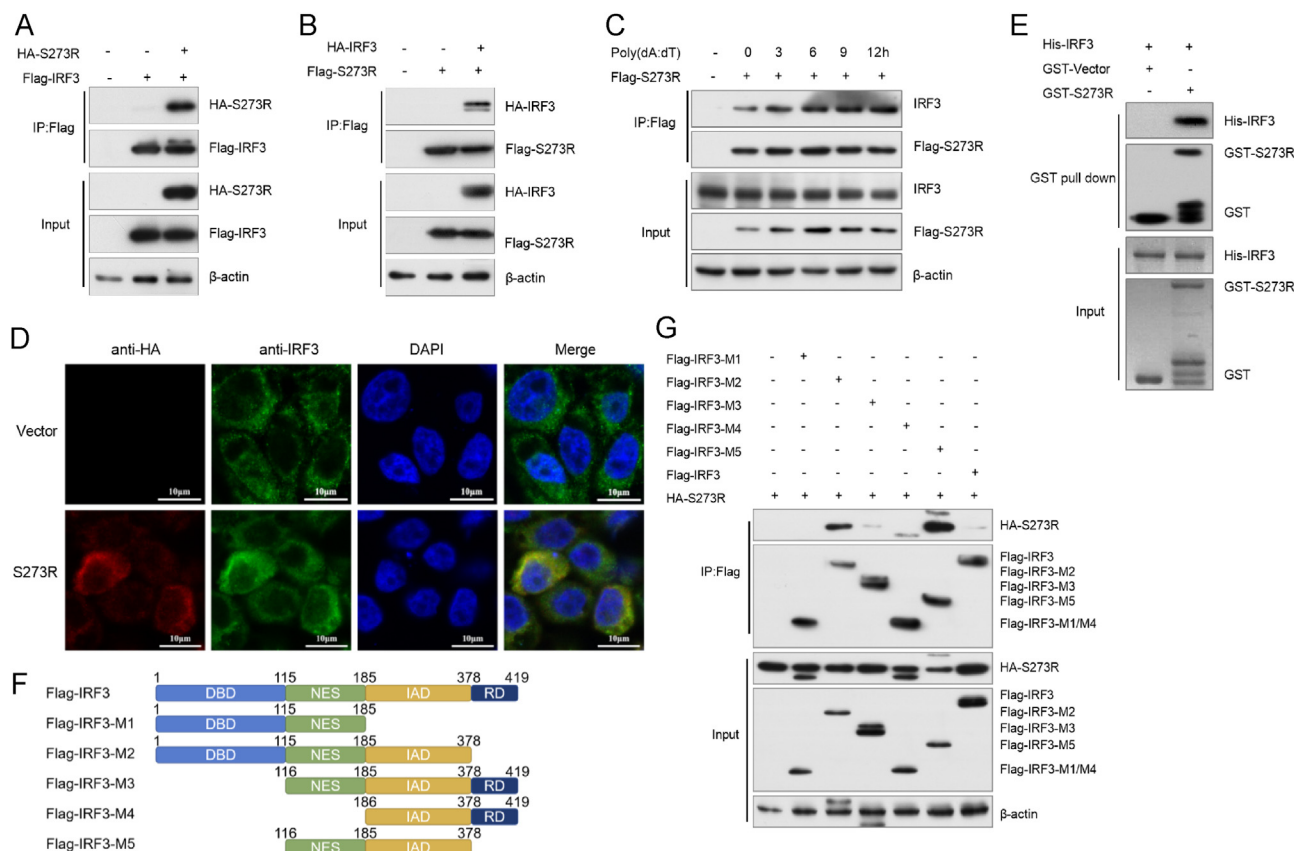 A
HA-S273R - - +
Flag-IRF3 - + +
IP:Flag
HA-S273R
Flag-IRF3
Input
HA-S273R
Flag-IRF3
β-actin
B
HA-IRF3 - - +
Flag-S273R - + +
IP:Flag
HA-IRF3
Flag-S273R
Input
HA-IRF3
Flag-S273R
β-actin
C
Poly(dA:dT) - 0 3 6 9 12h
Flag-S273R - + + + + +
IP:Flag
IRF3
Flag-S273R
Input
IRF3
Flag-S273R
β-actin
E
His-IRF3 + +
GST-Vector + -
GST-S273R - +
GST pull down
His-IRF3
GST-S273R
GST
Input
His-IRF3
GST-S273R
GST
D
anti-HA anti-IRF3 DAPI Merge
Vector
10μm 10μm 10μm 10μm
S273R
10μm 10μm 10μm 10μm
F
1 115 185 378 419
Flag-IRF3 DBD NES IAD RD
1 115 185
Flag-IRF3-M1 DBD NES
1 115 185 378
Flag-IRF3-M2 DBD NES IAD
116 185 378 419
Flag-IRF3-M3 NES IAD RD
186 378 419
Flag-IRF3-M4 IAD RD
116 185 378
Flag-IRF3-M5 NES IAD
G
Flag-IRF3-M1 - + - - - - -
Flag-IRF3-M2 - - + - - - -
Flag-IRF3-M3 - - - + - - -
Flag-IRF3-M4 - - - - + - -
Flag-IRF3-M5 - - - - - + -
Flag-IRF3 - - - - - - +
HA-S273R + + + + + + +
IP:Flag
HA-S273R
Flag-IRF3
Flag-IRF3-M2
Flag-IRF3-M3
Flag-IRF3-M5
Flag-IRF3-M1/M4
Input
HA-S273R
Flag-IRF3
Flag-IRF3-M2
Flag-IRF3-M3
Flag-IRF3-M5
Flag-IRF3-M1/M4
β-actin